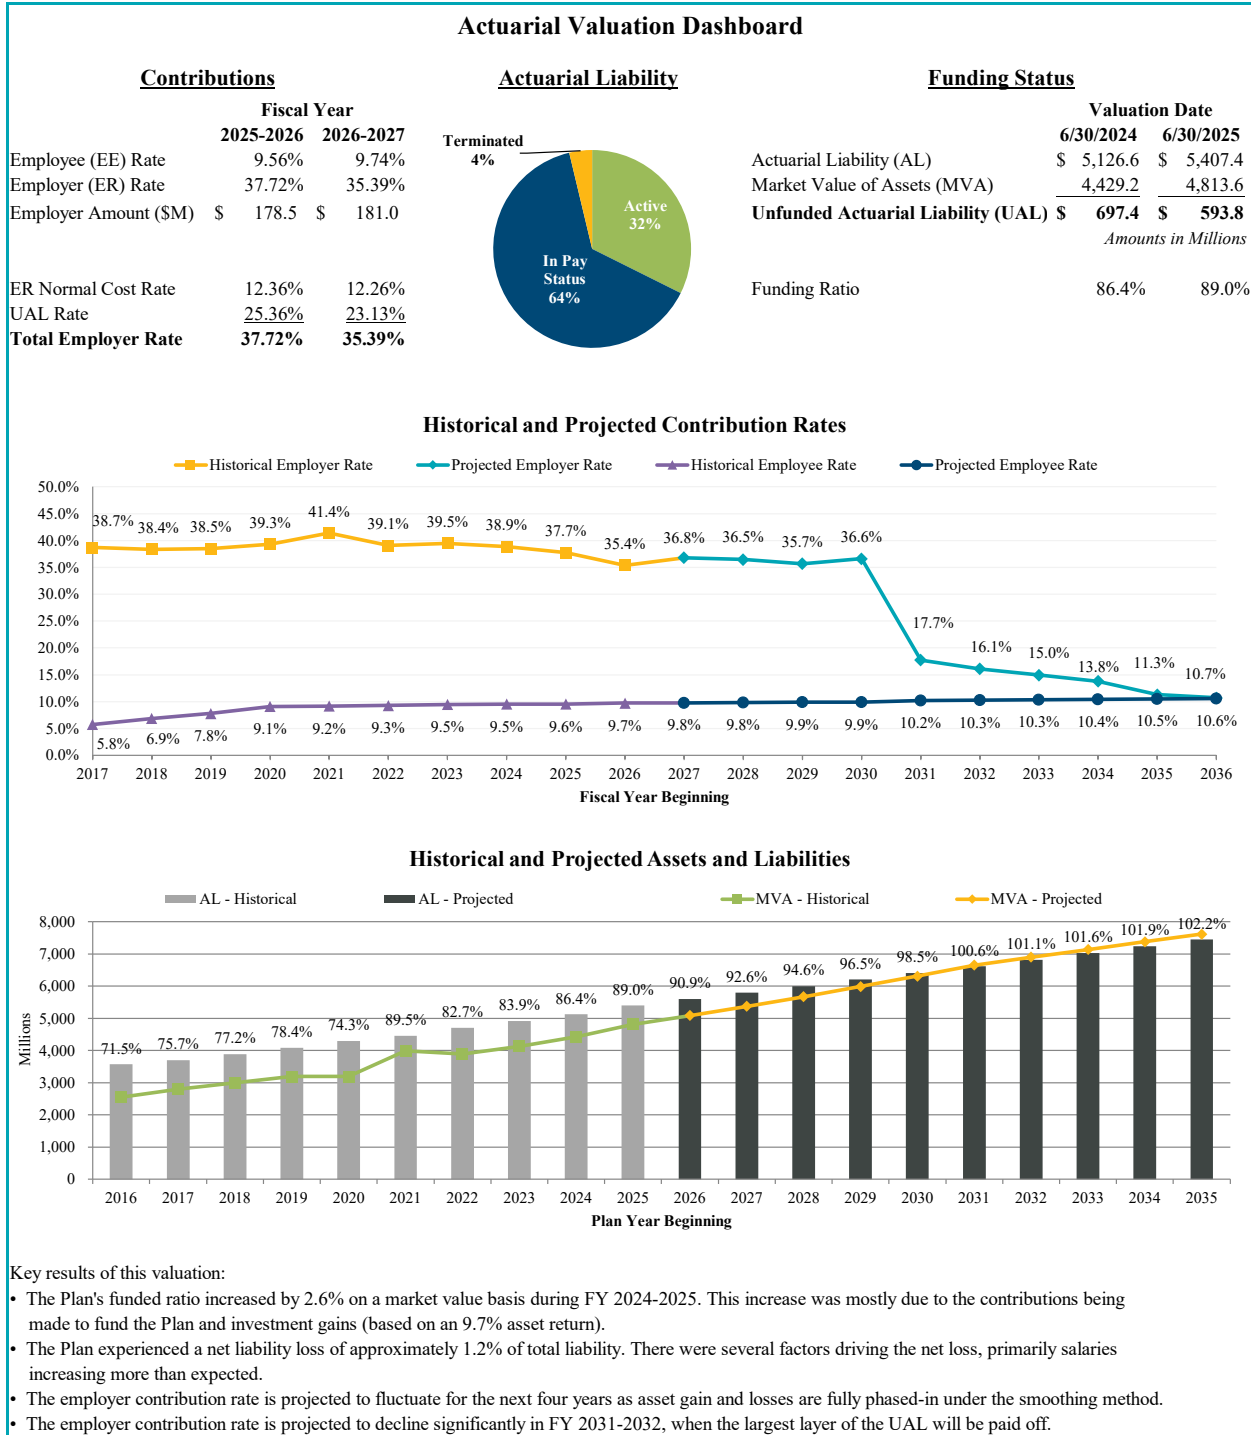 Actuarial Valuation Dashboard
Contributions
Fiscal Year
2025-2026 2026-2027
Employee (EE) Rate 9.56% 9.74%
Employer (ER) Rate 37.72% 35.39%
Employer Amount ($M) $ 178.5 $ 181.0
ER Normal Cost Rate 12.36% 12.26%
UAL Rate 25.36% 23.13%
Total Employer Rate 37.72% 35.39%
Actuarial Liability
Terminated
4%
Active
32%
In Pay
Status
64%
Funding Status
Valuation Date
6/30/2024 6/30/2025
Actuarial Liability (AL) $ 5,126.6 $ 5,407.4
Market Value of Assets (MVA) 4,429.2 4,813.6
Unfunded Actuarial Liability (UAL) $ 697.4 $ 593.8
Amounts in Millions
Funding Ratio 86.4% 89.0%
Historical and Projected Contribution Rates
Historical Employer Rate Projected Employer Rate Historical Employee Rate Projected Employee Rate
50.0%
45.0%
40.0%
35.0%
30.0%
25.0%
20.0%
15.0%
10.0%
5.0%
0.0%
38.7% 38.4% 38.5% 39.3% 41.4% 39.1% 39.5% 38.9% 37.7% 35.4% 36.8% 36.5% 35.7% 36.6% 17.7% 16.1% 15.0% 13.8% 11.3% 10.7%
5.8% 6.9% 7.8% 9.1% 9.2% 9.3% 9.5% 9.5% 9.6% 9.7% 9.8% 9.8% 9.9% 9.9% 10.2% 10.3% 10.3% 10.4% 10.5% 10.6%
2017 2018 2019 2020 2021 2022 2023 2024 2025 2026 2027 2028 2029 2030 2031 2032 2033 2034 2035 2036
Fiscal Year Beginning
Historical and Projected Assets and Liabilities
AL - Historical AL - Projected MVA - Historical MVA - Projected
Millions
8,000
7,000
6,000
5,000
4,000
3,000
2,000
1,000
0
71.5% 75.7% 77.2% 78.4% 74.3% 89.5% 82.7% 83.9% 86.4% 89.0% 90.9% 92.6% 94.6% 96.5% 98.5% 100.6% 101.1% 101.6% 101.9% 102.2%
2016 2017 2018 2019 2020 2021 2022 2023 2024 2025 2026 2027 2028 2029 2030 2031 2032 2033 2034 2035
Plan Year Beginning
Key results of this valuation:
• The Plan's funded ratio increased by 2.6% on a market value basis during FY 2024-2025. This increase was mostly due to the contributions being
made to fund the Plan and investment gains (based on an 9.7% asset return).
• The Plan experienced a net liability loss of approximately 1.2% of total liability. There were several factors driving the net loss, primarily salaries
increasing more than expected.
• The employer contribution rate is projected to fluctuate for the next four years as asset gain and losses are fully phased-in under the smoothing method.
• The employer contribution rate is projected to decline significantly in FY 2031-2032, when the largest layer of the UAL will be paid off.